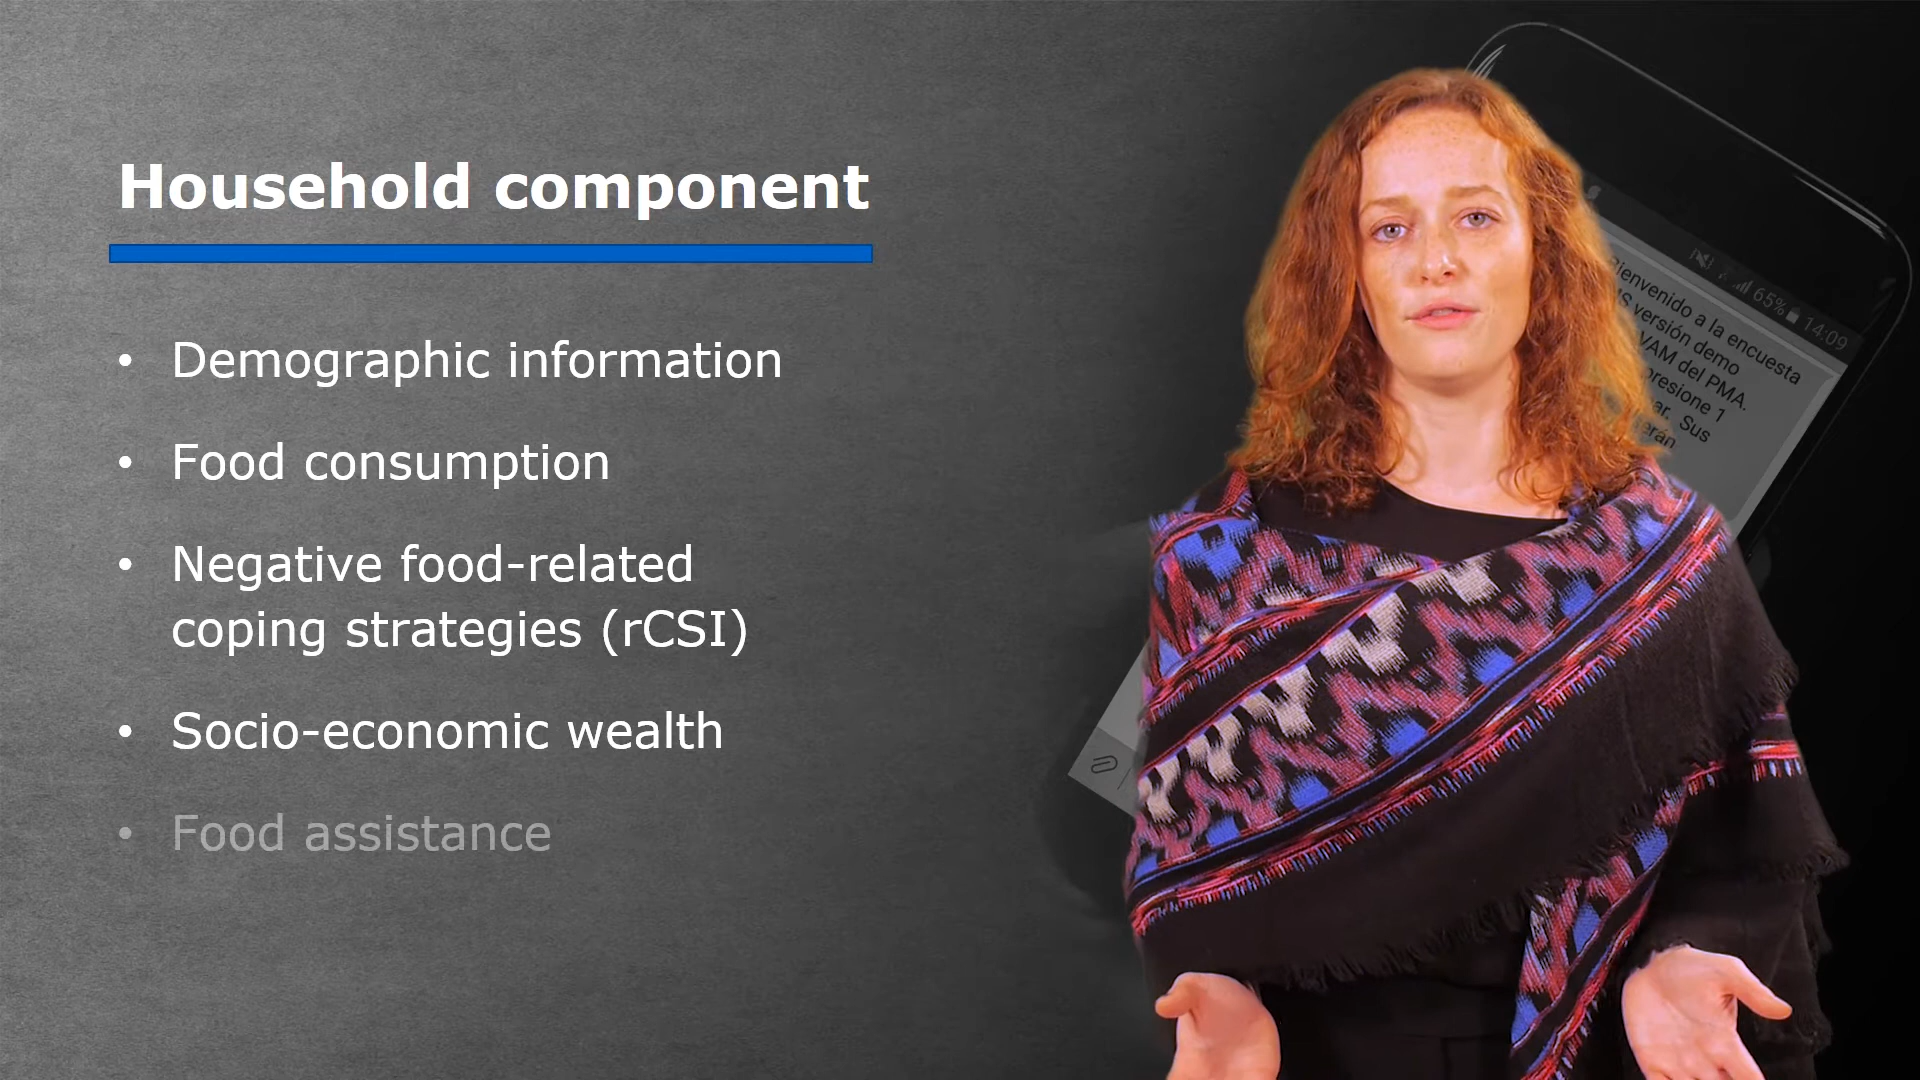 Household component
• Demographic information
• Food consumption
• Negative food-related
coping strategies (rCSI)
• Socio-economic wealth
• Food assistance
65% 14:09
Bienvenido a la encuesta
versión demo
VAM del PMA.
presione 1
Sus